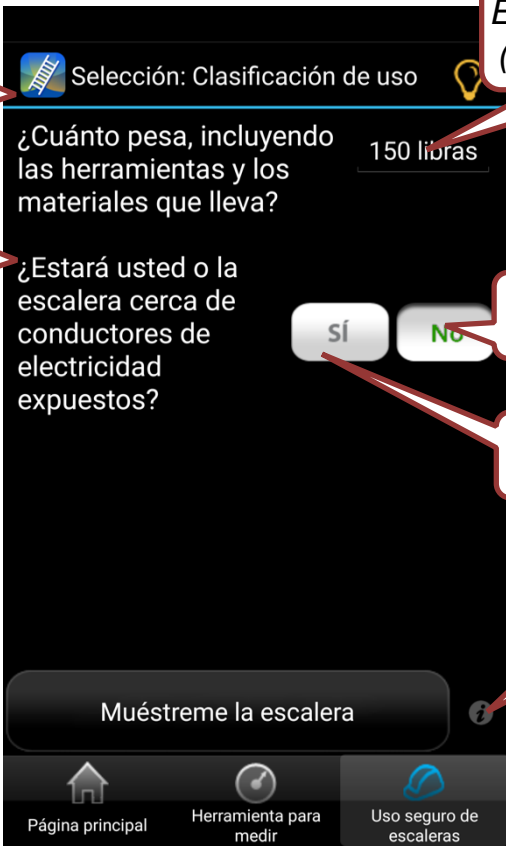 E
(
Selección: Clasificación de uso
¿Cuánto pesa, incluyendo
las herramientas y los
materiales que lleva?
150 libras
¿Estará usted o la
escalera cerca de
conductores de
electricidad
expuestos?
SÍ
No
Muéstreme la escalera
i
Página principal
Herramienta para
medir
Uso seguro de
escaleras